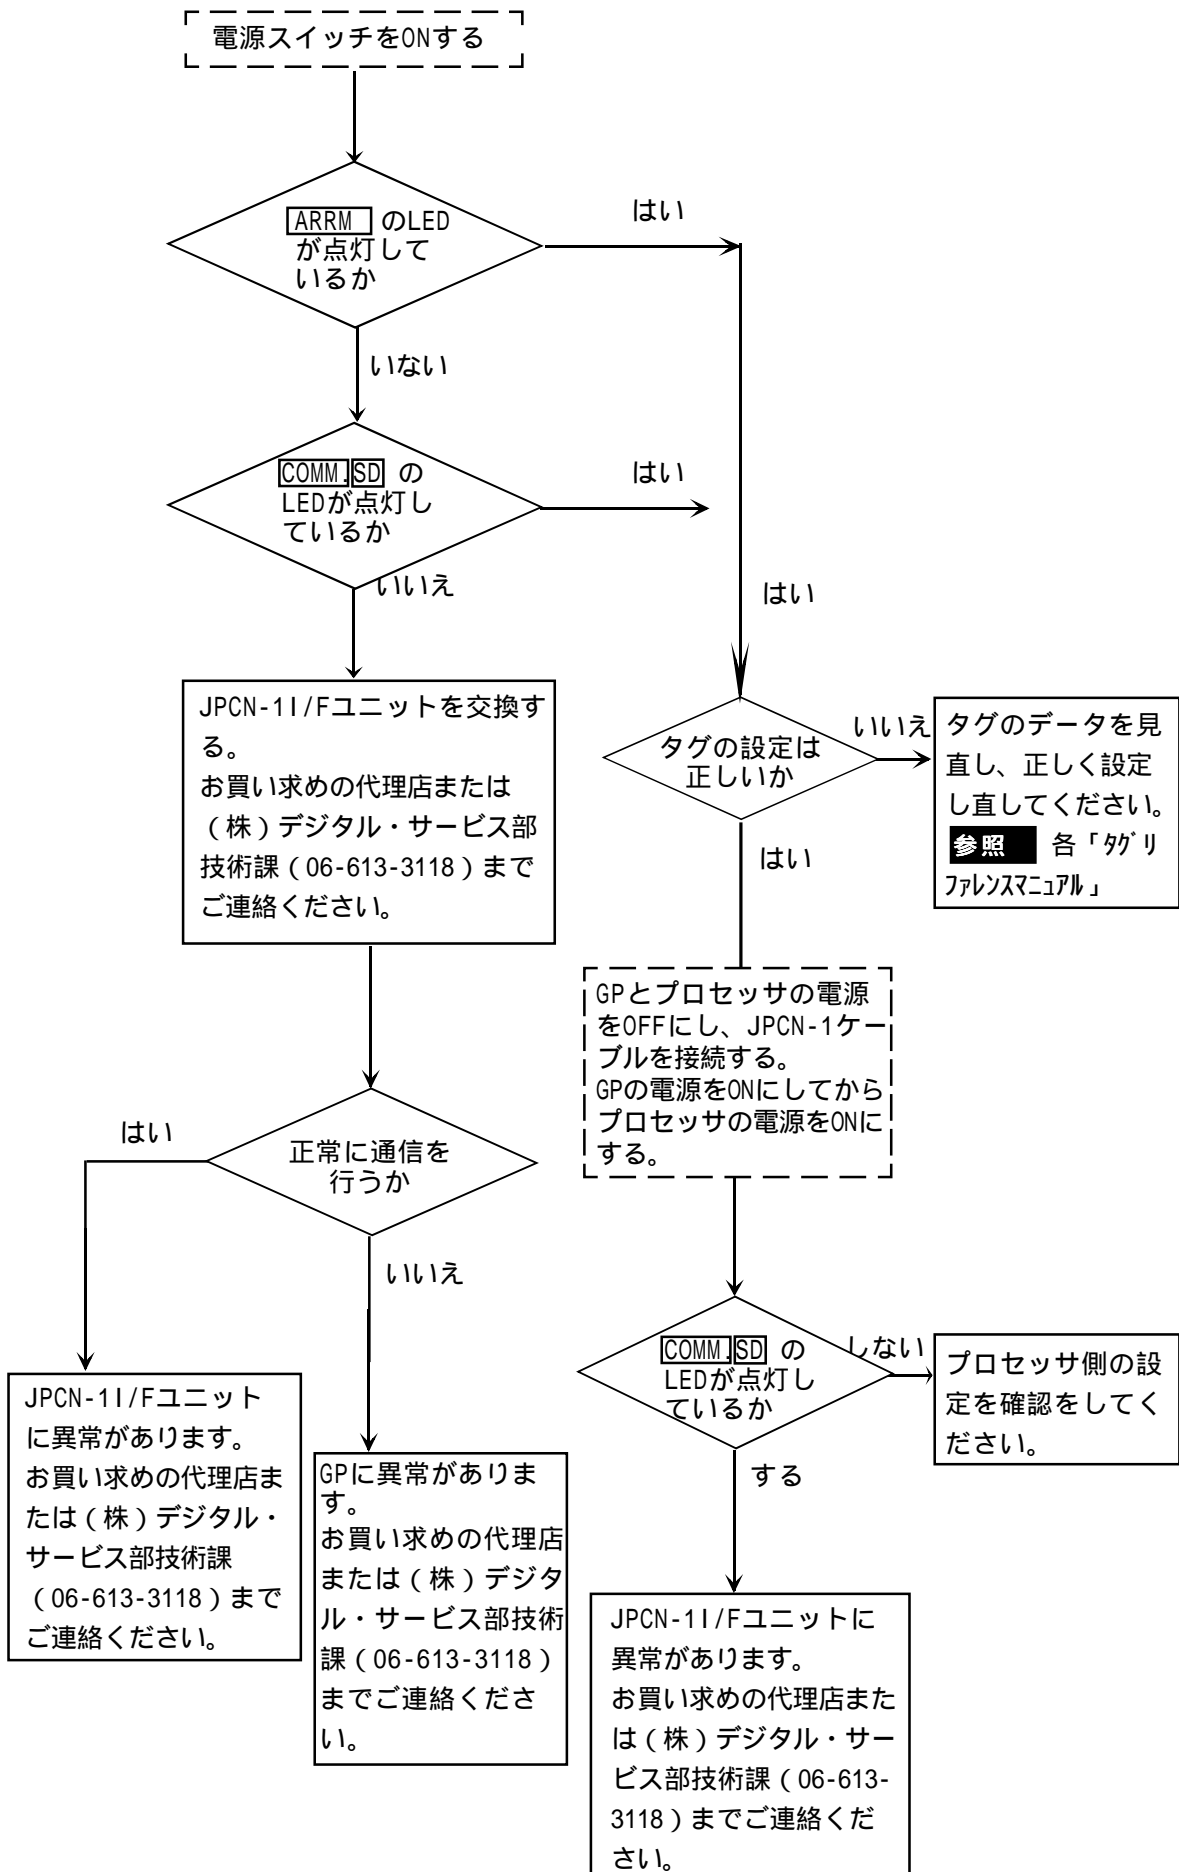 電源スイッチをONする
ARRM のLED
が点灯して
いるか
はい
いない
COMM.SD の
LEDが点灯し
ているか
はい
いいえ
はい
JPCN-1I/Fユニットを交換す
る。
お買い求めの代理店または
(株)デジタル・サービス部
技術課(06-613-3118)まで
ご連絡ください。
タグの設定は
正しいか
いいえ
タグのデータを見
直し、正しく設定
し直してください。
参照 各「タグリ
ファレンスマニュアル」
はい
GPとプロセッサの電源
をOFFにし、JPCN-1ケー
ブルを接続する。
GPの電源をONにしてから
プロセッサの電源をONに
する。
正常に通信を
行うか
はい
いいえ
COMM.SD の
LEDが点灯し
ているか
しない
プロセッサ側の設
定を確認をしてく
ださい。
する
JPCN-1I/Fユニット
に異常があります。
お買い求めの代理店ま
たは(株)デジタル・
サービス部技術課
(06-613-3118)まで
ご連絡ください。
GPに異常がありま
す。
お買い求めの代理店
または(株)デジタ
ル・サービス部技術
課(06-613-3118)
までご連絡くださ
い。
JPCN-1I/Fユニットに
異常があります。
お買い求めの代理店また
は(株)デジタル・サー
ビス部技術課(06-613-
3118)までご連絡くだ
さい。